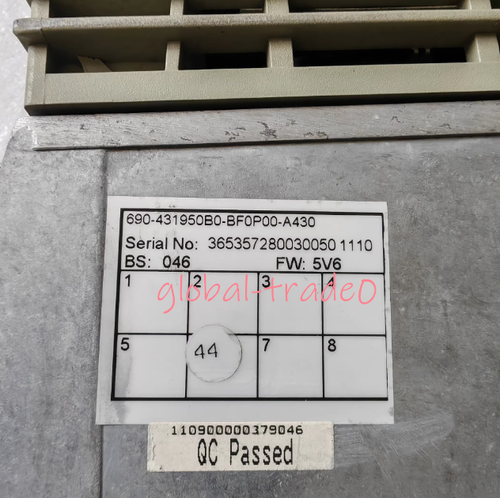 690-431950B0-BF0P00-A430
Serial No: 365357280030050 1110
BS: 046 FW: 5V6
1 2 3 4
global-trade0
5 44 7 8
110900000379046
QC Passed